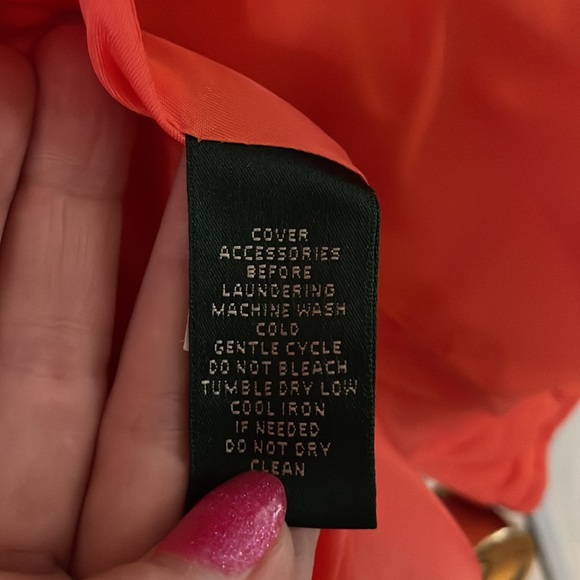 COVER
ACCESSORIES
BEFORE
LAUNDERING
MACHINE WASH
COLD
GENTLE CYCLE
DO NOT BLEACH
TUMBLE DRY LOW
COOL IRON
IF NEEDED
DO NOT DRY
CLEAN